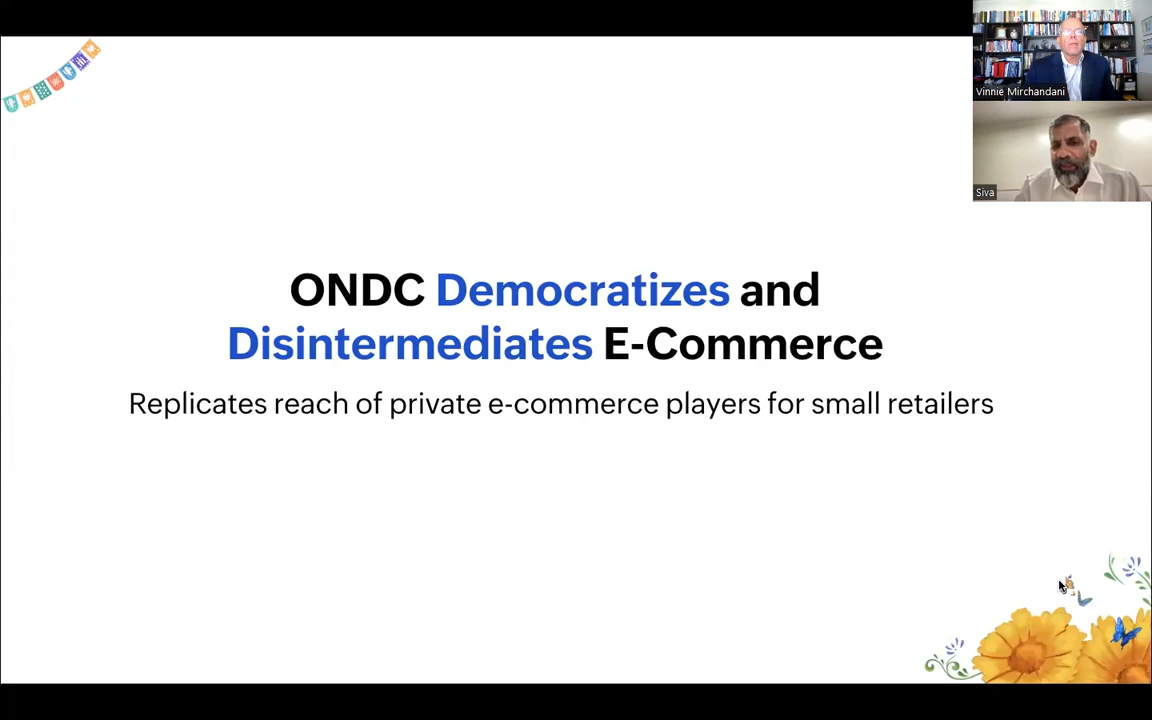 Vinnie Mirchandani
Siva
ONDC Democratizes and
Disintermediates E-Commerce
Replicates reach of private e-commerce players for small retailers